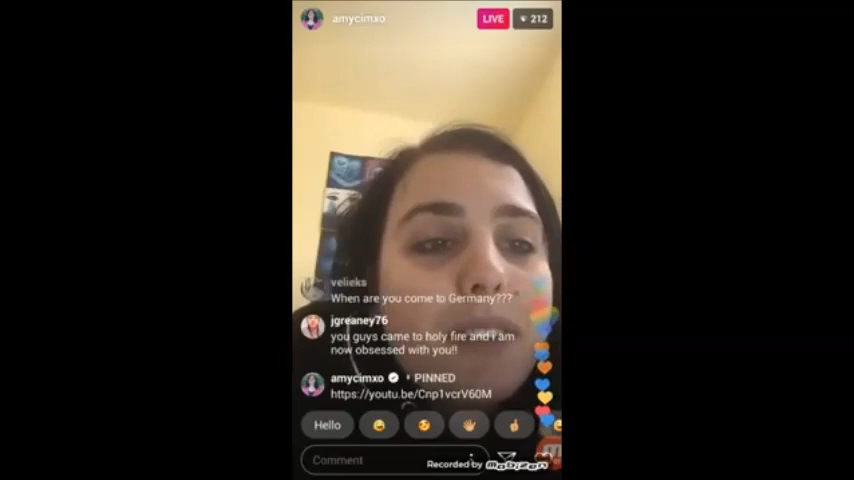 amycimxo
LIVE
212
velieks
When are you come to Germany???
jgreaney76
you guys came to holy fire and i am
now obsessed with you!!
amycimxo PINNED
https://youtu.be/Cnp1vcrV60M
Hello
Comment
Recorded by
MOBIZEN